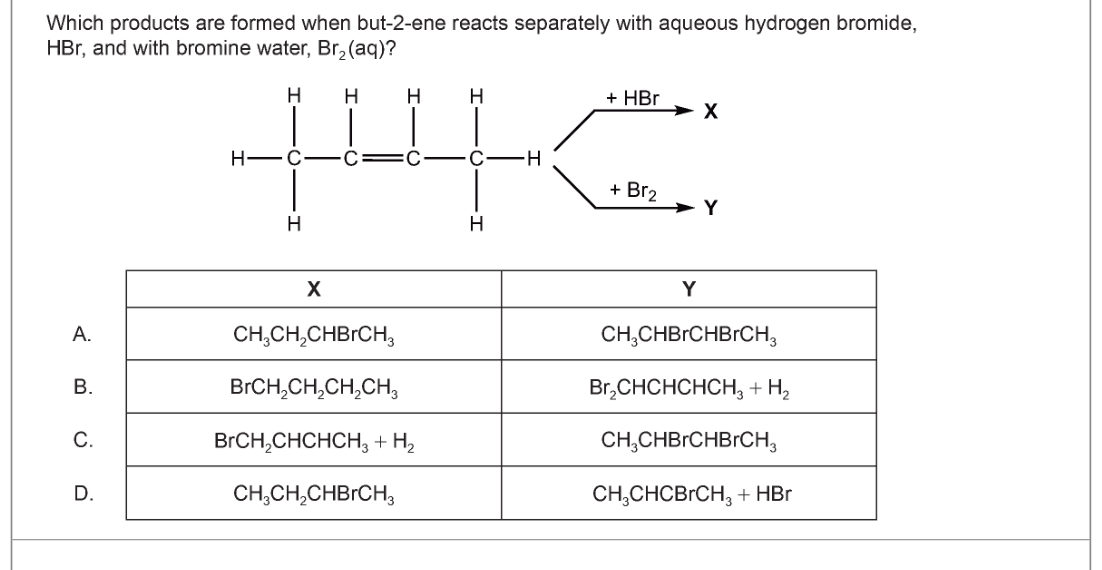 Which products are formed when but-2-ene reacts separately with aqueous hydrogen bromide,
HBr, and with bromine water, Br₂(aq)?
H H H H
+ HBr
X
H C C C C H
+ Br₂
Y
H H
X Y
A. CH₃CH₂CHBrCH₃ CH₃CHBrCHBrCH₃
B. BrCH₂CH₂CH₂CH₃ Br₂CHCHCHCH₃ + H₂
C. BrCH₂CHCHCH₃ + H₂ CH₃CHBrCHBrCH₃
D. CH₃CH₂CHBrCH₃ CH₃CHCBrCH₃ + HBr